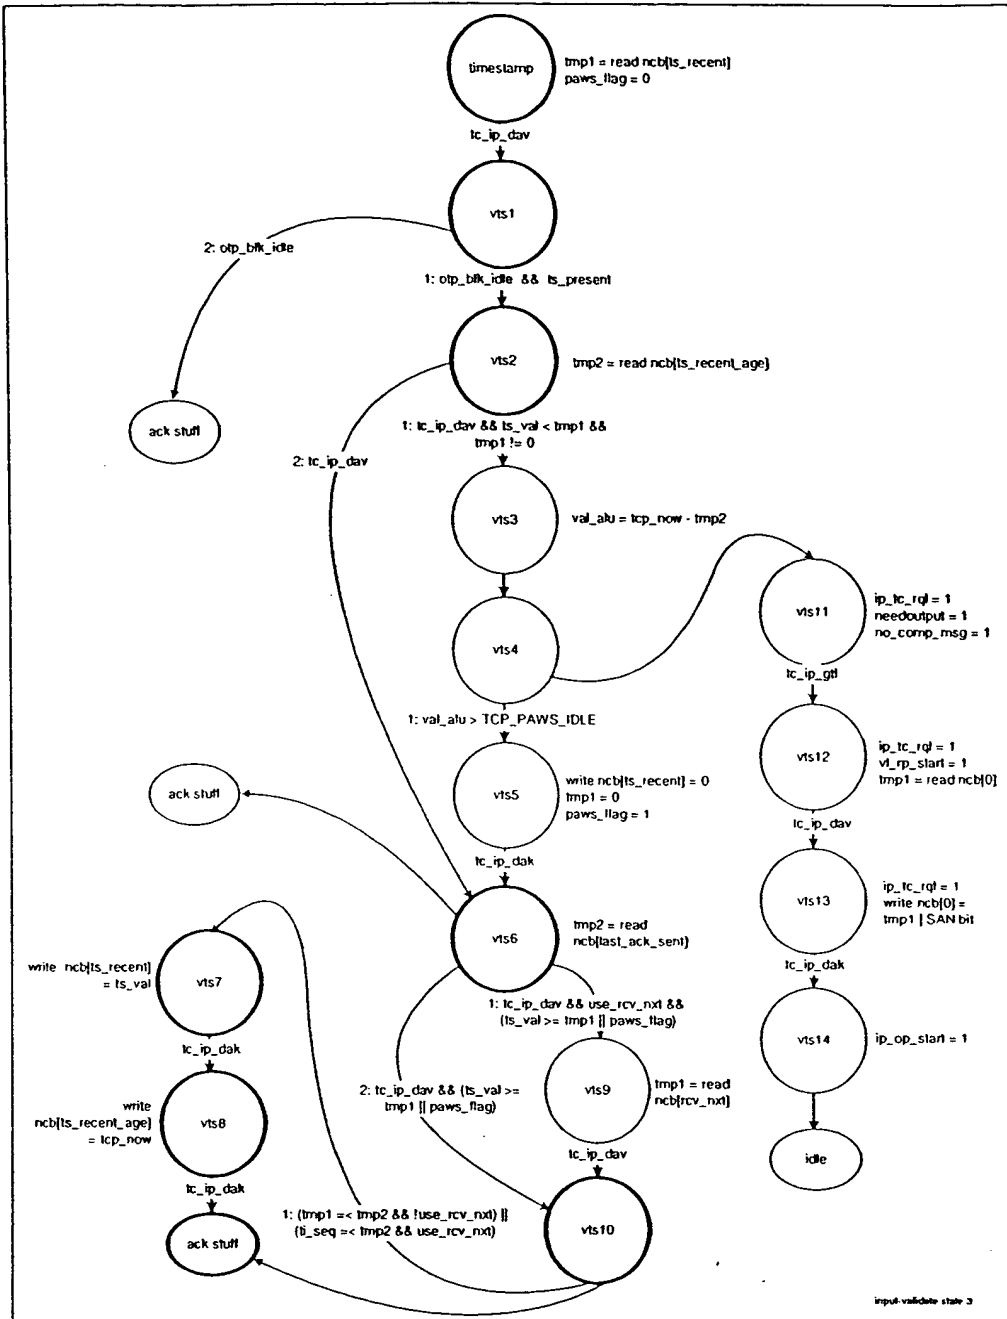 timestamp
tmp1 = read ncb[ts_recent]
paws_flag = 0
tc_ip_dav
vts1
2: otp_blk_idle
1: otp_blk_idle && ts_present
vts2
tmp2 = read ncb[ts_recent_age]
ack stuff
1: tc_ip_dav && ts_val < tmp1 &&
tmp1 != 0
2: tc_ip_dav
vts3
val_alu = tcp_now - tmp2
vts4
vts11
ip_tc_rql = 1
needoutput = 1
no_comp_msg = 1
tc_ip_gtl
1: val_alu > TCP_PAWS_IDLE
vts5
write ncb[ts_recent] = 0
tmp1 = 0
paws_flag = 1
vts12
ip_tc_rql = 1
vl_rp_start = 1
tmp1 = read ncb[0]
ack stuff
tc_ip_dav
tc_ip_dak
vts6
tmp2 = read
ncb[last_ack_sent]
vts13
ip_tc_rql = 1
write ncb[0] =
tmp1 | SAN bit
tc_ip_dak
write ncb[ts_recent]
= ts_val
vts7
1: tc_ip_dav && use_rcv_nxt &&
(ts_val >= tmp1 || paws_flag)
vts14
ip_op_start = 1
tc_ip_dak
2: tc_ip_dav && (ts_val >=
tmp1 || paws_flag)
vts9
tmp1 = read
ncb[rcv_nxt]
write
ncb[ts_recent_age]
= tcp_now
vts8
tc_ip_dav
idle
tc_ip_dak
1: (tmp1 =< tmp2 && !use_rcv_nxt) ||
(ti_seq =< tmp2 && use_rcv_nxt)
vts10
ack stuff
input-validate state 3